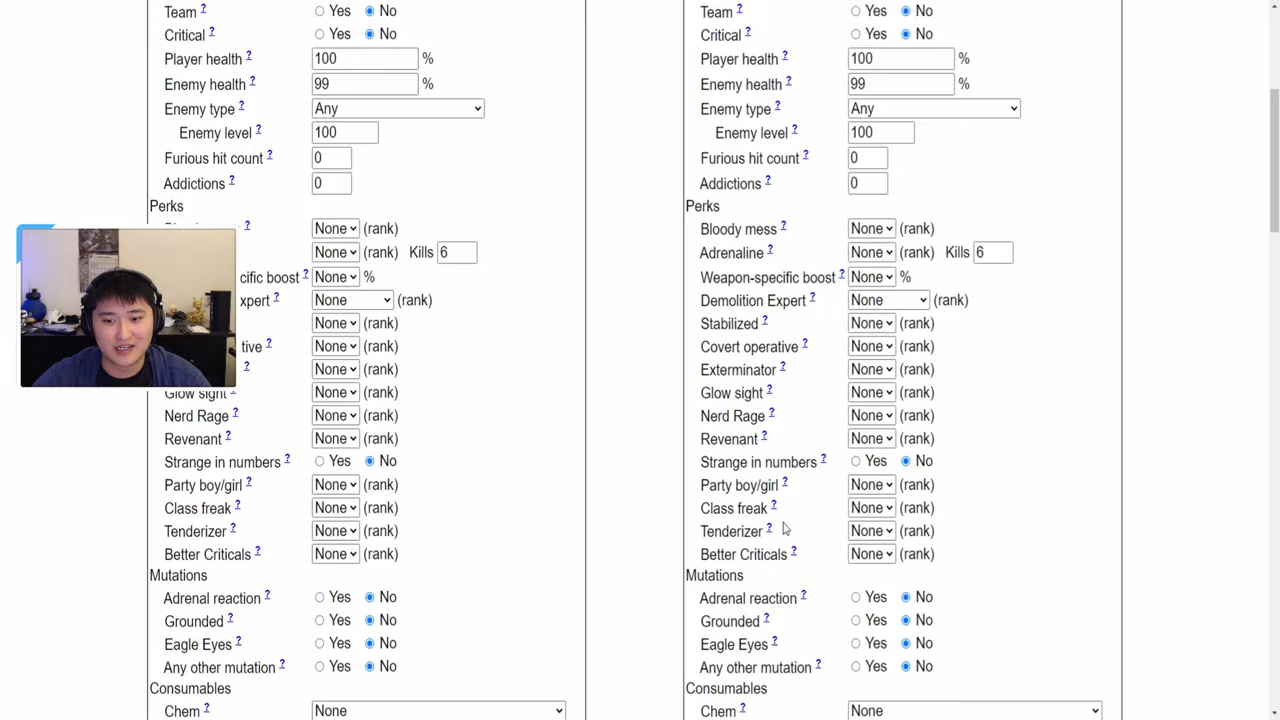 Team ? Yes No
Critical ? Yes No
Player health ? 100 %
Enemy health ? 99 %
Enemy type ? Any
Enemy level ? 100
Furious hit count ? 0
Addictions ? 0
Perks
? None (rank)
None (rank) Kills 6
cific boost ? None %
xpert ? None (rank)
None (rank)
tive ? None (rank)
? None (rank)
Glow sight ? None (rank)
Nerd Rage ? None (rank)
Revenant ? None (rank)
Strange in numbers ? Yes No
Party boy/girl ? None (rank)
Class freak ? None (rank)
Tenderizer ? None (rank)
Better Criticals ? None (rank)
Mutations
Adrenal reaction ? Yes No
Grounded ? Yes No
Eagle Eyes ? Yes No
Any other mutation ? Yes No
Consumables
Chem ? None
Team ? Yes No
Critical ? Yes No
Player health ? 100 %
Enemy health ? 99 %
Enemy type ? Any
Enemy level ? 100
Furious hit count ? 0
Addictions ? 0
Perks
Bloody mess ? None (rank)
Adrenaline ? None (rank) Kills 6
Weapon-specific boost ? None %
Demolition Expert ? None (rank)
Stabilized ? None (rank)
Covert operative ? None (rank)
Exterminator ? None (rank)
Glow sight ? None (rank)
Nerd Rage ? None (rank)
Revenant ? None (rank)
Strange in numbers ? Yes No
Party boy/girl ? None (rank)
Class freak ? None (rank)
Tenderizer ? None (rank)
Better Criticals ? None (rank)
Mutations
Adrenal reaction ? Yes No
Grounded ? Yes No
Eagle Eyes ? Yes No
Any other mutation ? Yes No
Consumables
Chem ? None